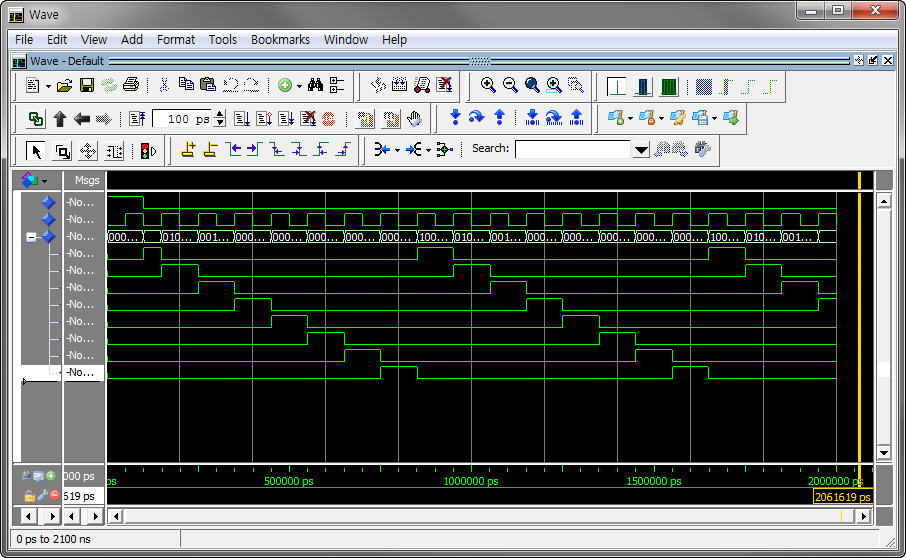 Wave
File Edit View Add Format Tools Bookmarks Window Help
Wave - Default
100 ps
Search:
Msgs
-No...
-No...
-No...
000... 010... 001... 000... 000... 000... 000... 000... 100... 010... 001... 000... 000... 000... 000... 000... 100... 010... 001...
-No...
-No...
-No...
-No...
-No...
-No...
-No...
-No...
000 ps
ps 500000 ps 1000000 ps 1500000 ps 2000000 ps
619 ps
2061619 ps
0 ps to 2100 ns